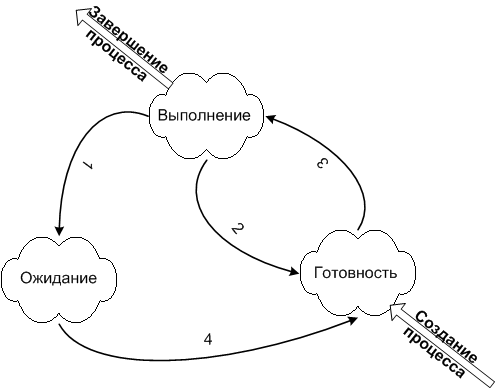 Завершение
процесса
Выполнение
1
2
3
Ожидание
Готовность
4
Создание
процесса